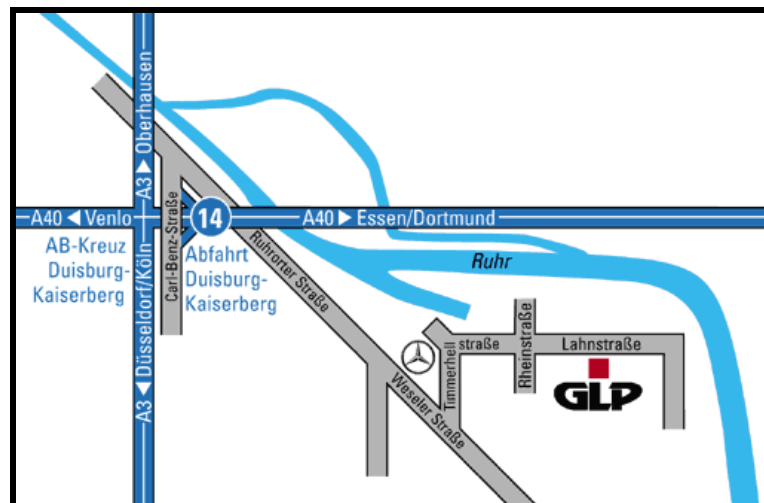 A3 ◀ Düsseldorf/Köln
A3 ▶ Oberhausen
A40 ◀ Venlo
14
A40 ▶ Essen/Dortmund
AB-Kreuz
Duisburg-
Kaiserberg
Carl-Benz-Straße
Abfahrt
Duisburg-
Kaiserberg
Ruhrorter Straße
Ruhr
Weseler Straße
Timmerhell
straße
Rheinstraße
Lahnstraße
GLP